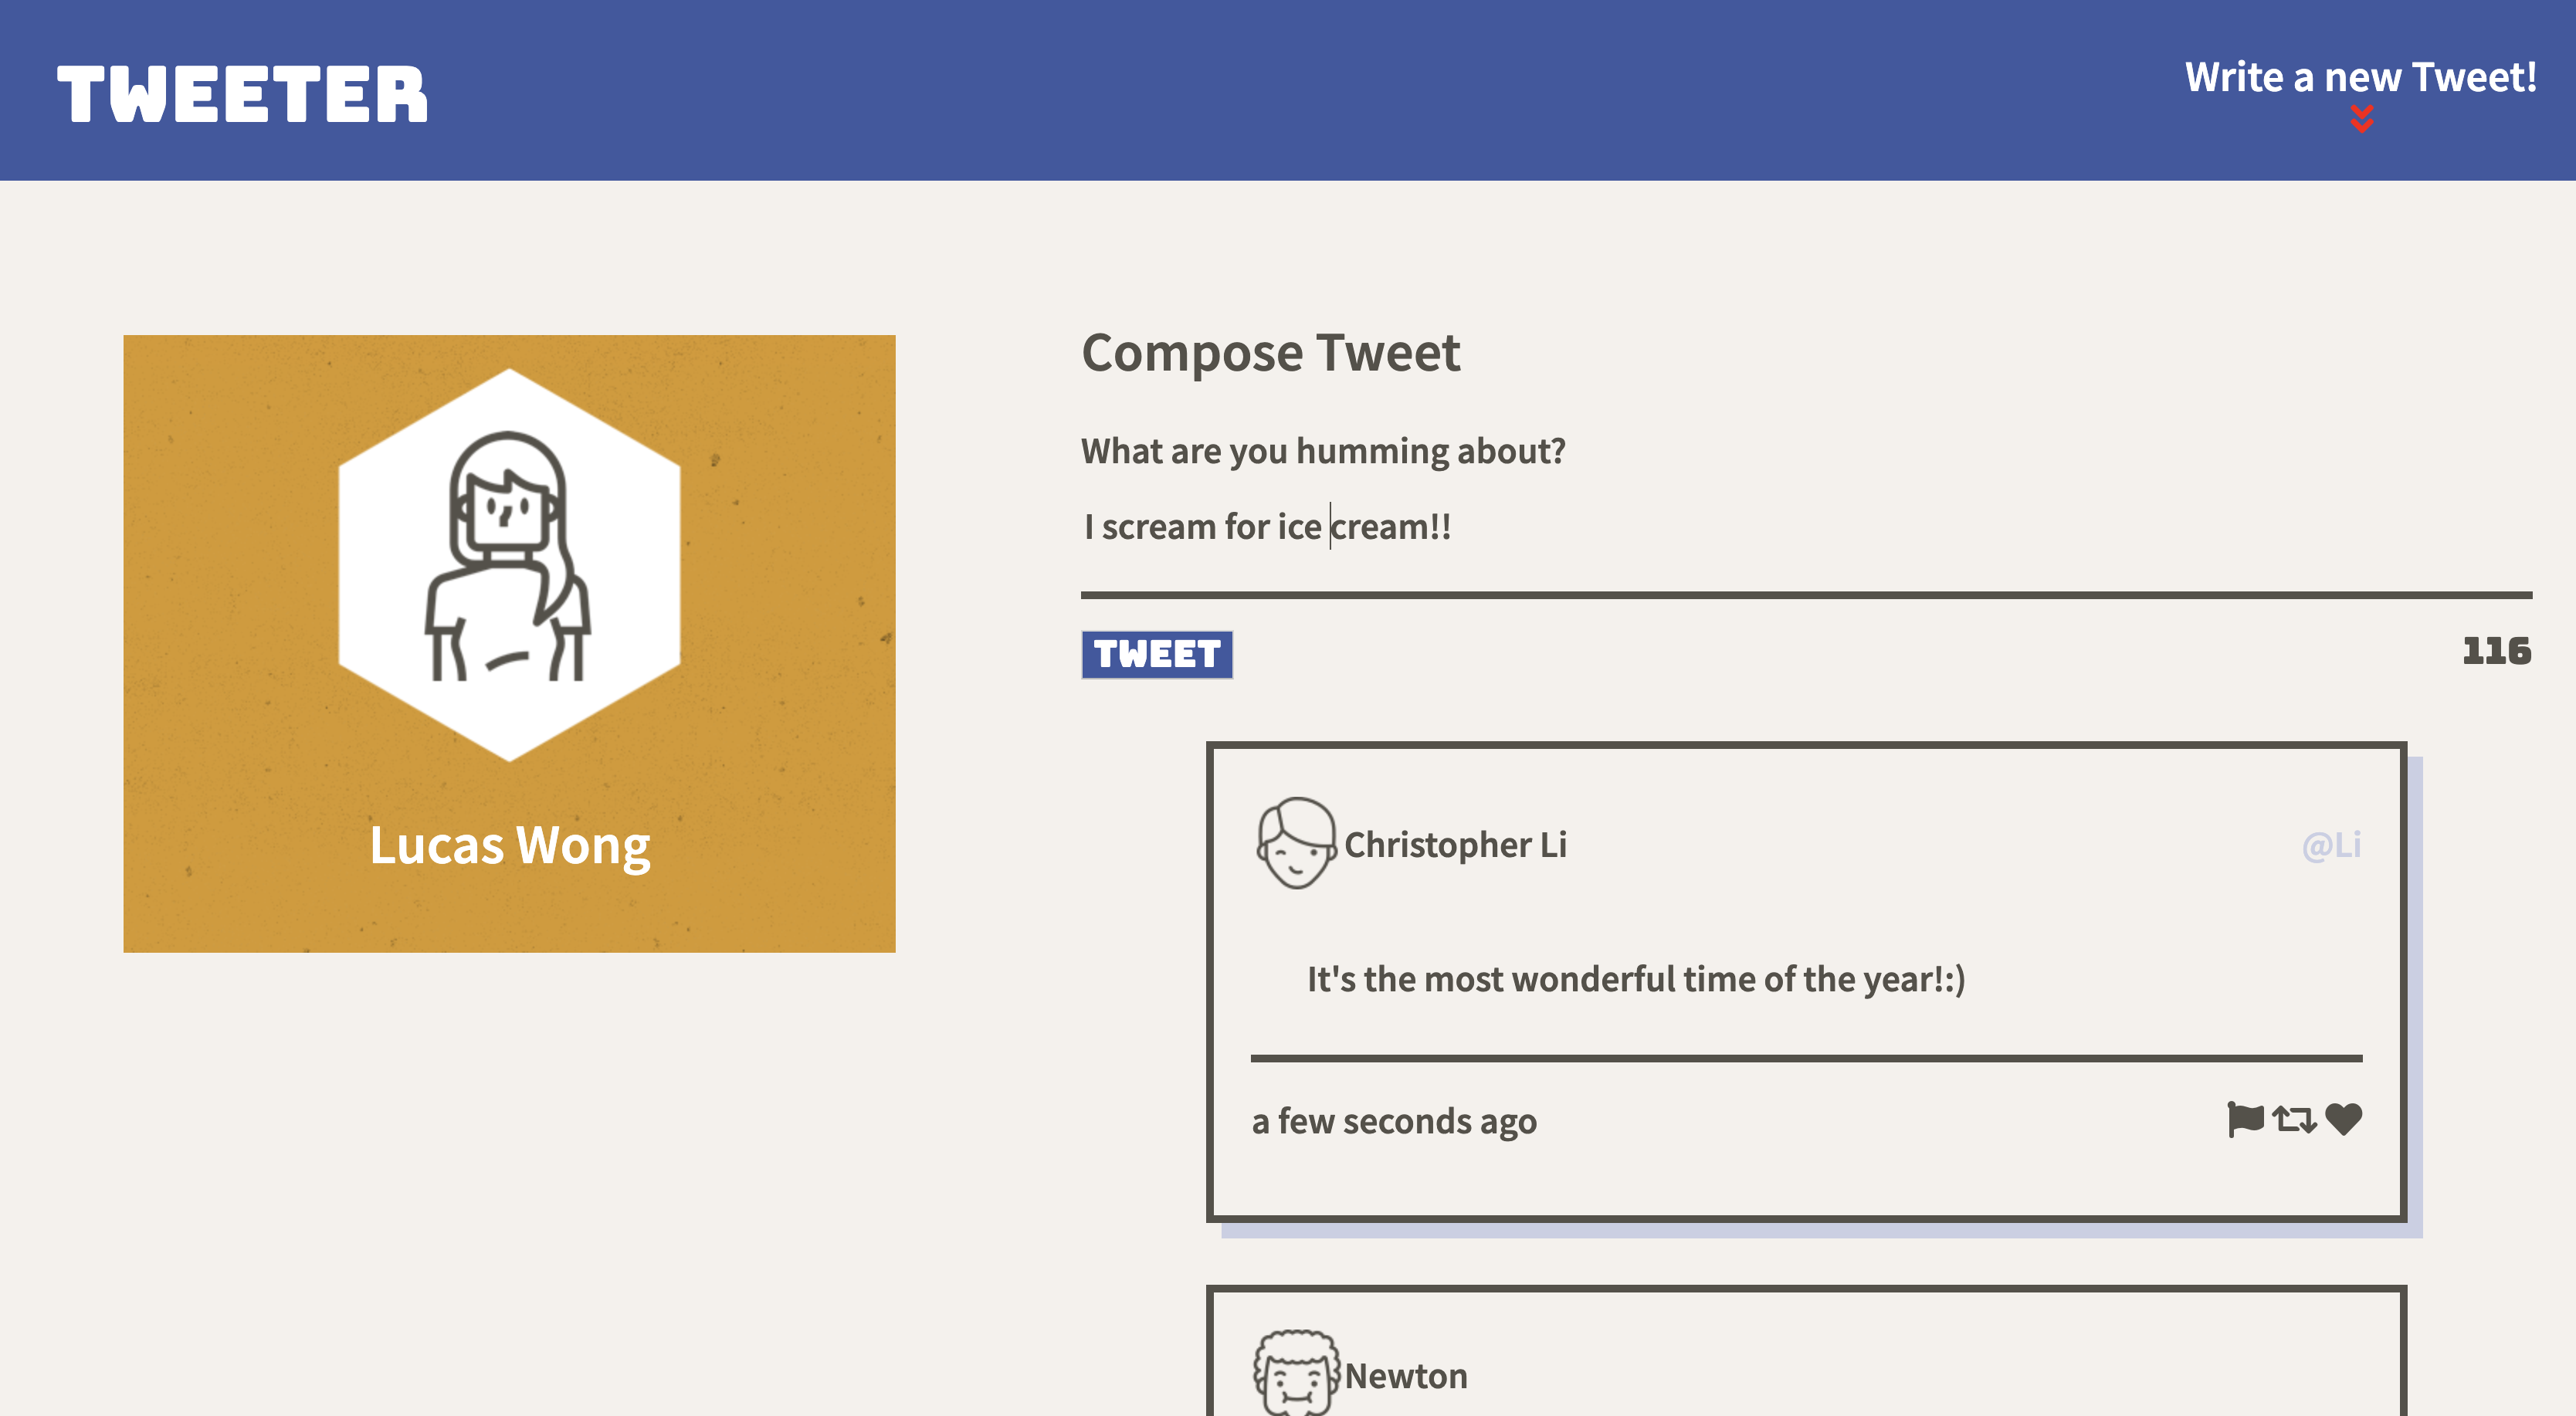 TWEETER
Write a new Tweet!
Lucas Wong
Compose Tweet
What are you humming about?
I scream for ice cream!!
TWEET
116
Christopher Li
@Li
It's the most wonderful time of the year!:)
a few seconds ago
Newton